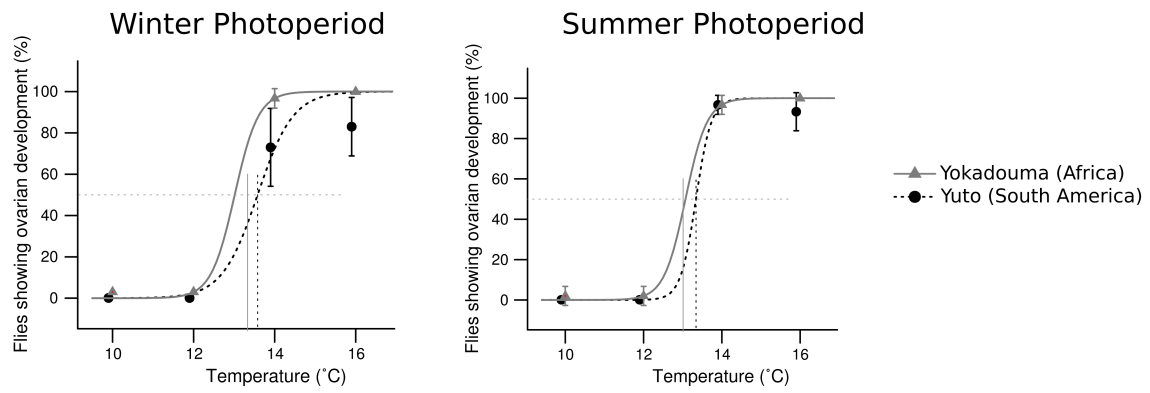 Winter Photoperiod
Flies showing ovarian development (%)
100
80
60
40
20
0
10 12 14 16
Temperature (˚C)
Summer Photoperiod
Flies showing ovarian development (%)
100
80
60
40
20
0
10 12 14 16
Temperature (˚C)
Yokadouma (Africa)
Yuto (South America)